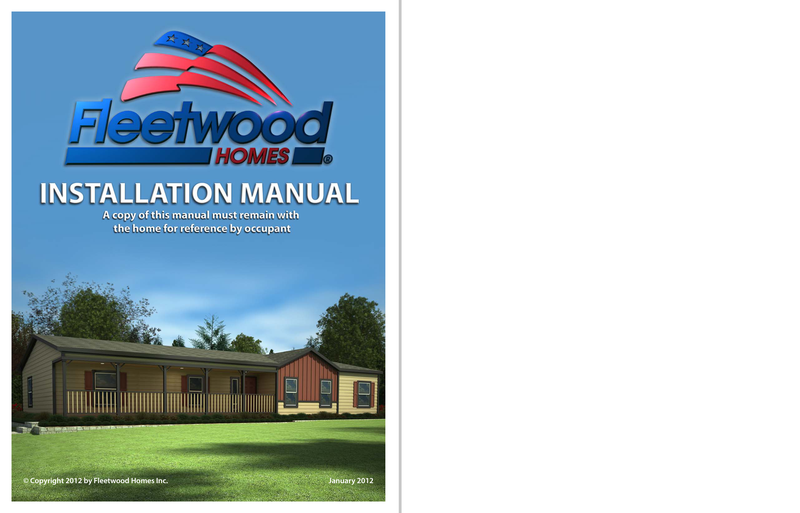 Fleetwood
HOMES ®
INSTALLATION MANUAL
A copy of this manual must remain with
the home for reference by occupant
© Copyright 2012 by Fleetwood Homes Inc.
January 2012